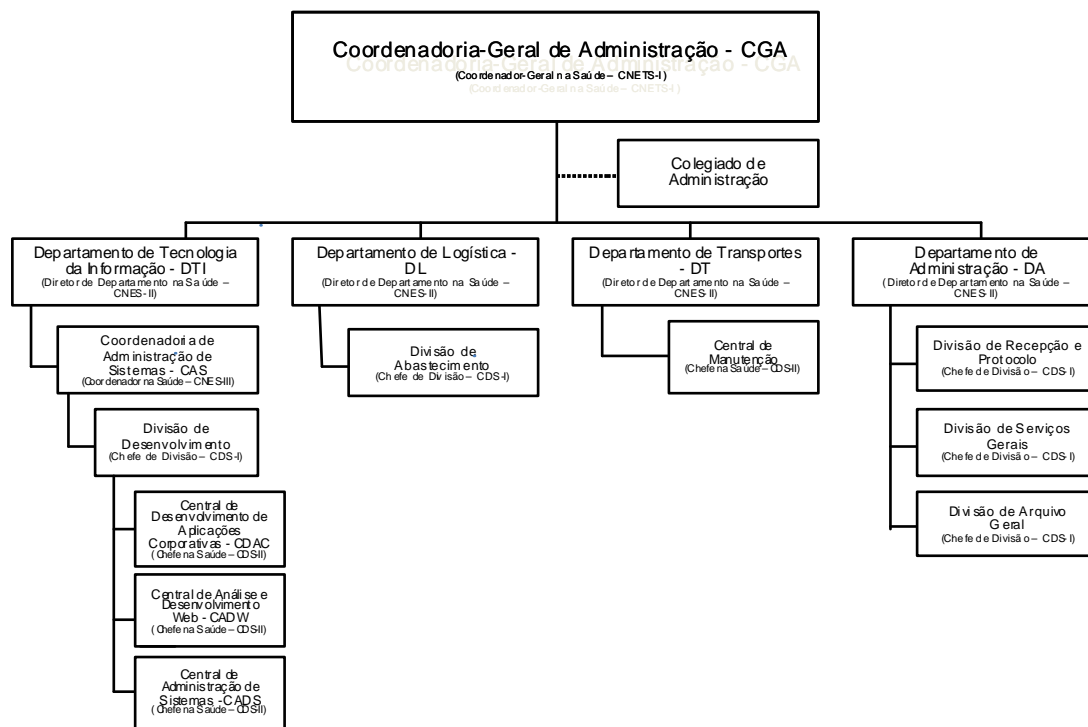 Coordenadoria-Geral de Administração - CGA
(Coordenador-Geral na Saúde – CNETS-I)
Colegiado de
Administração
Departamento de Tecnologia
da Informação - DTI
(Diretor de Departamento na Saúde –
CNES-II)
Departamento de Logística -
DL
(Diretor de Departamento na Saúde –
CNES-II)
Departamento de Transportes
- DT
(Diretor de Departamento na Saúde –
CNES-II)
Departamento de
Administração - DA
(Diretor de Departamento na Saúde –
CNES-II)
Coordenadoria de
Administração de
Sistemas - CAS
(Coordenador na Saúde – CNES-III)
Divisão de
Desenvolvimento
(Chefe de Divisão – CDS-I)
Central de
Desenvolvimento de
Aplicações
Corporativas - CDAC
(Chefe na Saúde – CDS-II)
Central de Análise e
Desenvolvimento
Web - CADW
(Chefe na Saúde – CDS-II)
Central de
Administração de
Sistemas - CADS
(Chefe na Saúde – CDS-II)
Divisão de
Abastecimento
(Chefe de Divisão – CDS-I)
Central de
Manutenção
(Chefe na Saúde – CDS-II)
Divisão de Recepção e
Protocolo
(Chefe de Divisão – CDS-I)
Divisão de Serviços
Gerais
(Chefe de Divisão – CDS-I)
Divisão de Arquivo
Geral
(Chefe de Divisão – CDS-I)